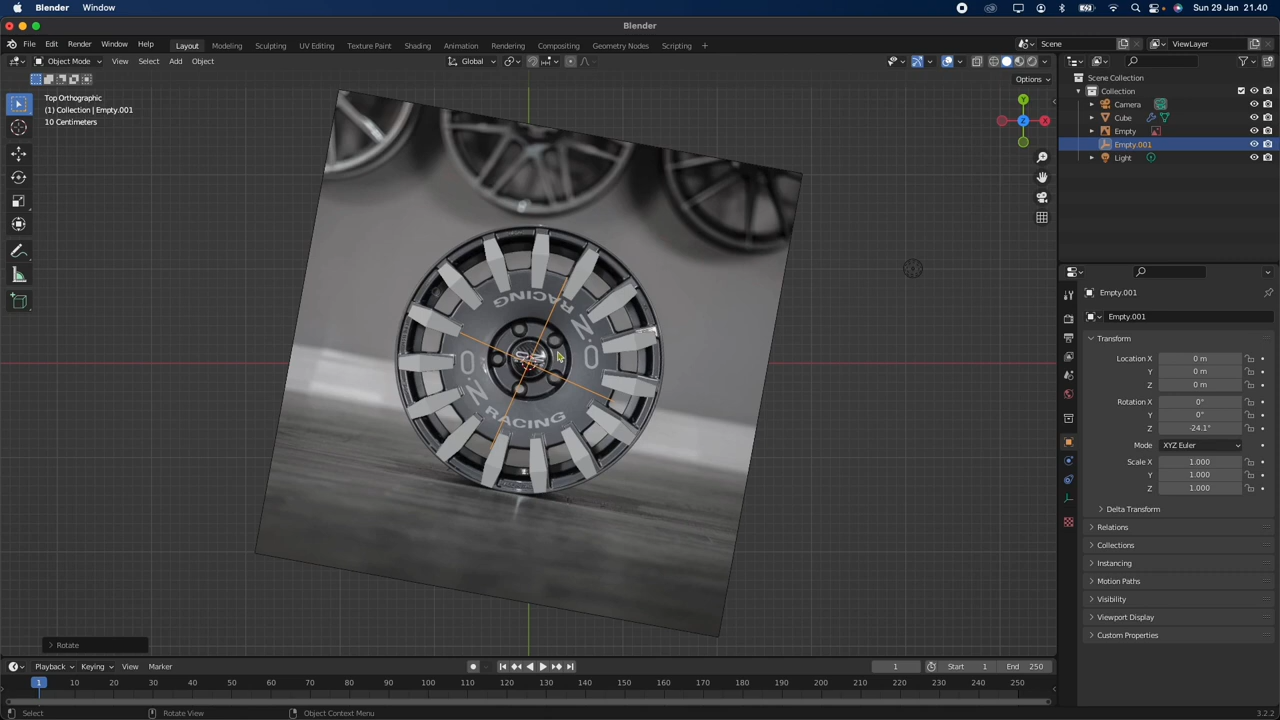 Blender Window Sun 29 Jan 21.40
Blender
File Edit Render Window Help Layout Modeling Sculpting UV Editing Texture Paint Shading Animation Rendering Compositing Geometry Nodes Scripting + Scene ViewLayer
Object Mode View Select Add Object Global
Options
Top Orthographic
(1) Collection | Empty.001
10 Centimeters
Y
X
Z
Scene Collection
Collection
Camera
Cube
Empty
Empty.001
Light
Empty.001
Empty.001
Transform
Location X 0 m
Y 0 m
Z 0 m
Rotation X 0°
Y 0°
Z -24.1°
Mode XYZ Euler
Scale X 1.000
Y 1.000
Z 1.000
Delta Transform
Relations
Collections
Instancing
Motion Paths
Visibility
Viewport Display
Custom Properties
O.Z RACING
O.Z RACING
Rotate
Playback Keying View Marker 1 Start 1 End 250
1 10 20 30 40 50 60 70 80 90 100 110 120 130 140 150 160 170 180 190 200 210 220 230 240 250
Select Rotate View Object Context Menu 3.2.2